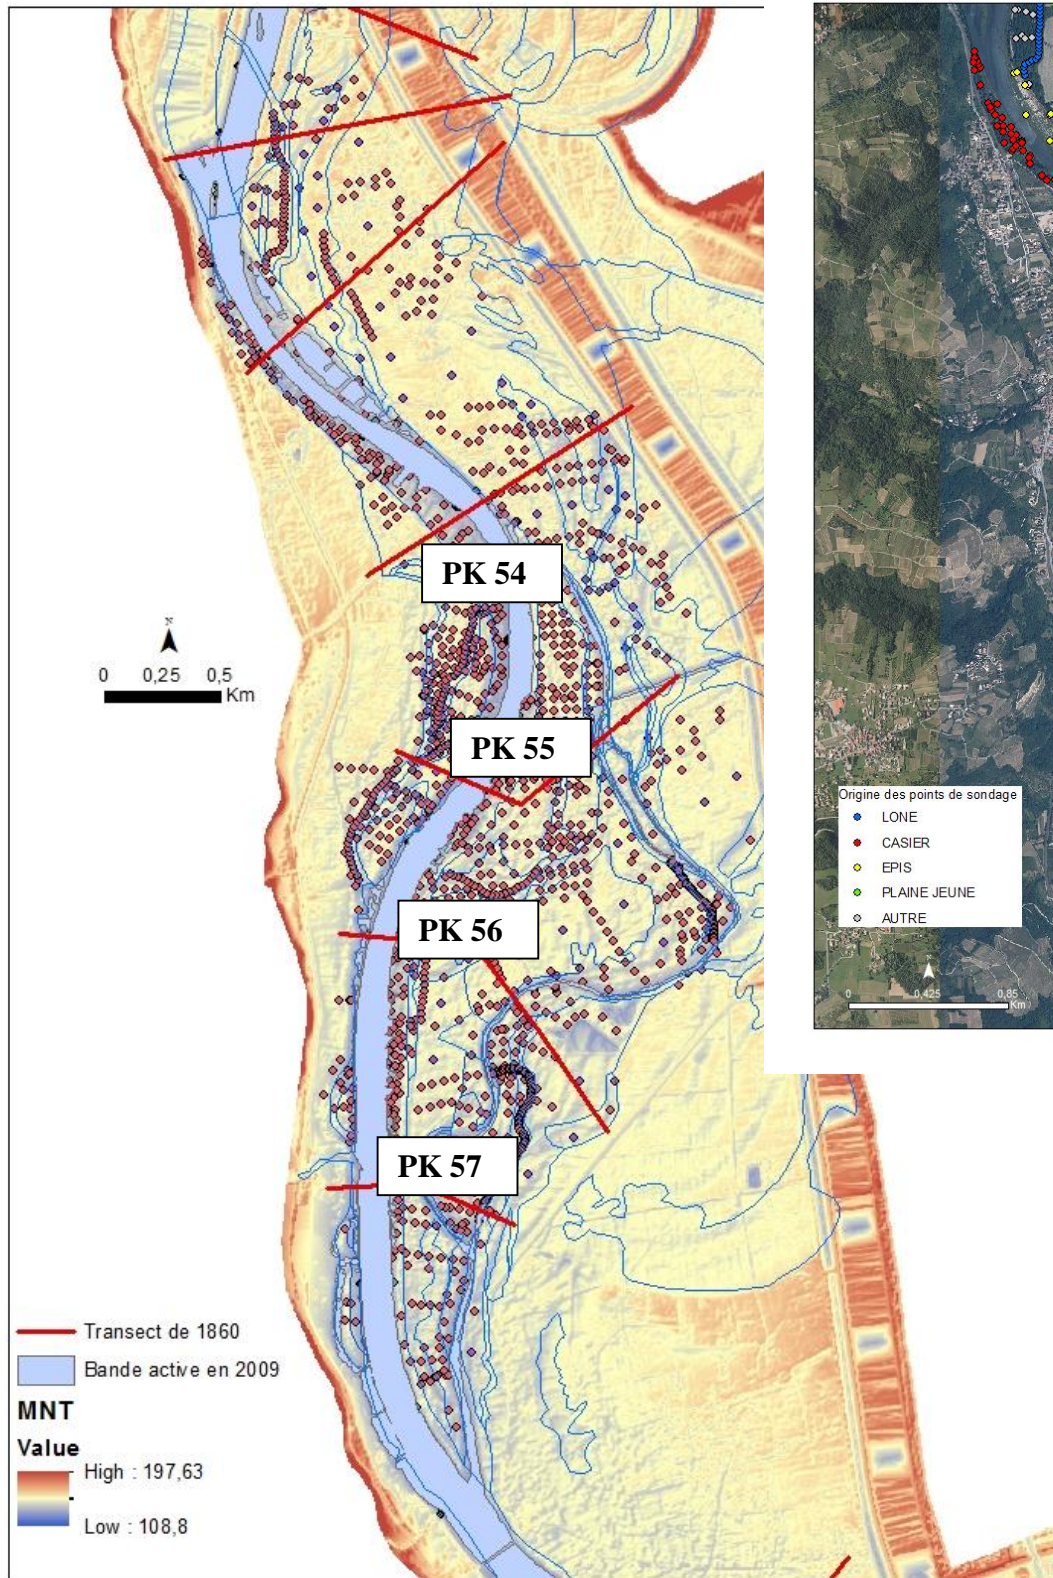 PK 54
N
0 0,25 0,5
Km
PK 55
PK 56
PK 57
Transect de 1860
Bande active en 2009
MNT
Value
High : 197,63
Low : 108,8
Origine des points de sondage
LONE
CASIER
EPIS
PLAINE JEUNE
AUTRE
N
0 0,425 0,85
Km